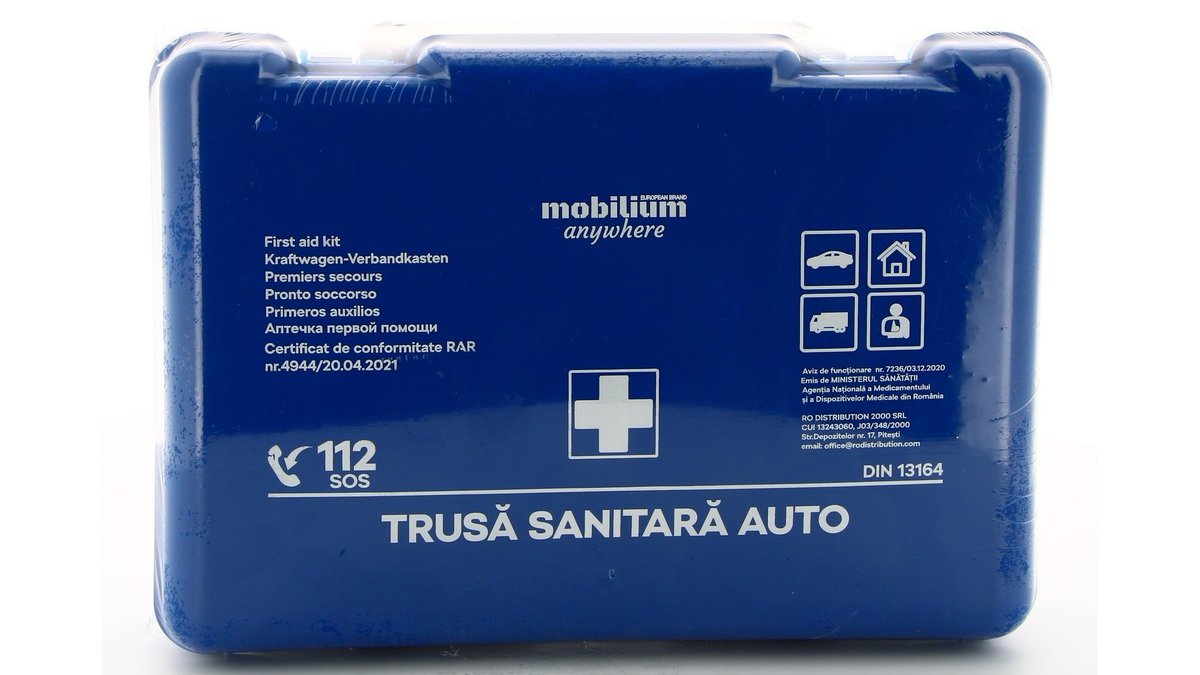 EUROPEAN BRAND
mobilium
anywhere
First aid kit
Kraftwagen-Verbandkasten
Premiers secours
Pronto soccorso
Primeros auxilios
Аптечка первой помощи
Certificat de conformitate RAR
nr.4944/20.04.2021
Aviz de funcționare nr. 7236/03.12.2020
Emis de MINISTERUL SĂNĂTĂȚII
Agenția Națională a Medicamentului
și a Dispozitivelor Medicale din România
RO DISTRIBUTION 2000 SRL
CUI 13243060, J03/348/2000
Str.Depozitelor nr. 17, Pitești
email: office@rodistribution.com
112
SOS
DIN 13164
TRUSĂ SANITARĂ AUTO